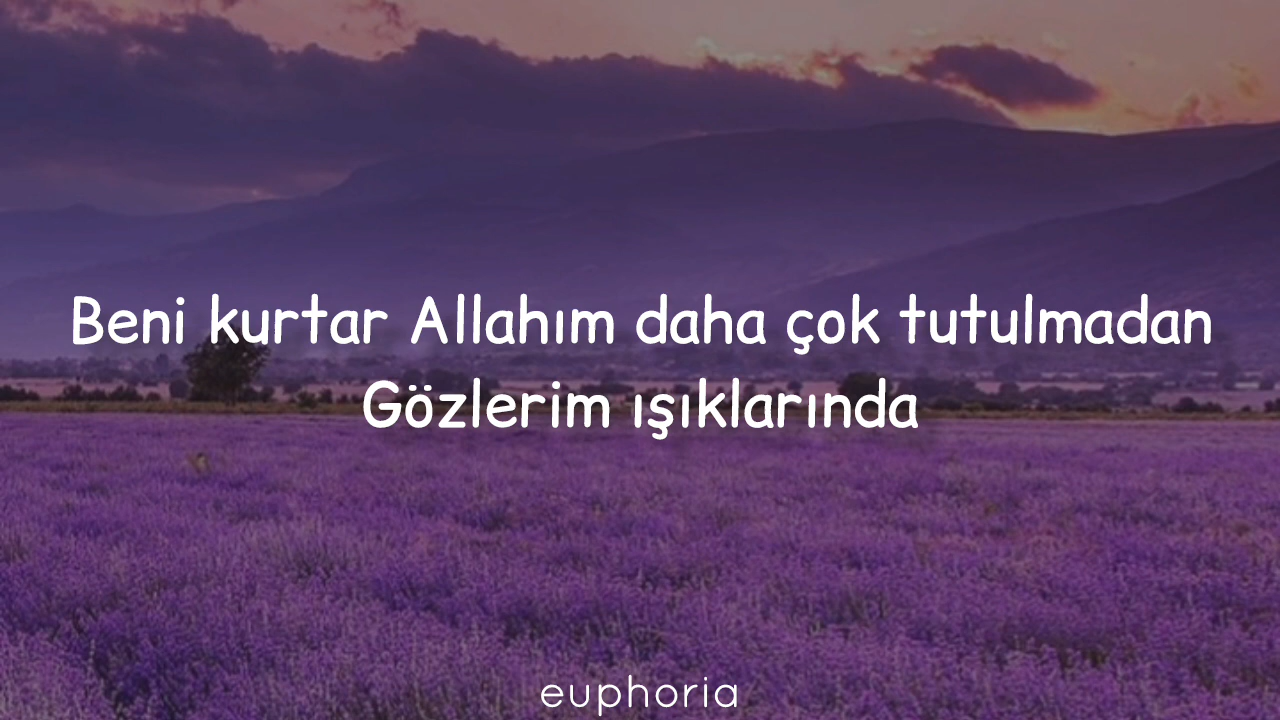 Beni kurtar Allahım daha çok tutulmadan
Gözlerim ışıklarında
euphoria